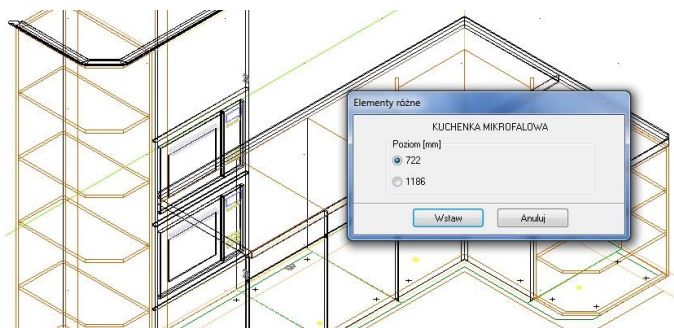 Elementy różne
KUCHENKA MIKROFALOWA
Poziom [mm]
722
1186
Wstaw
Anuluj